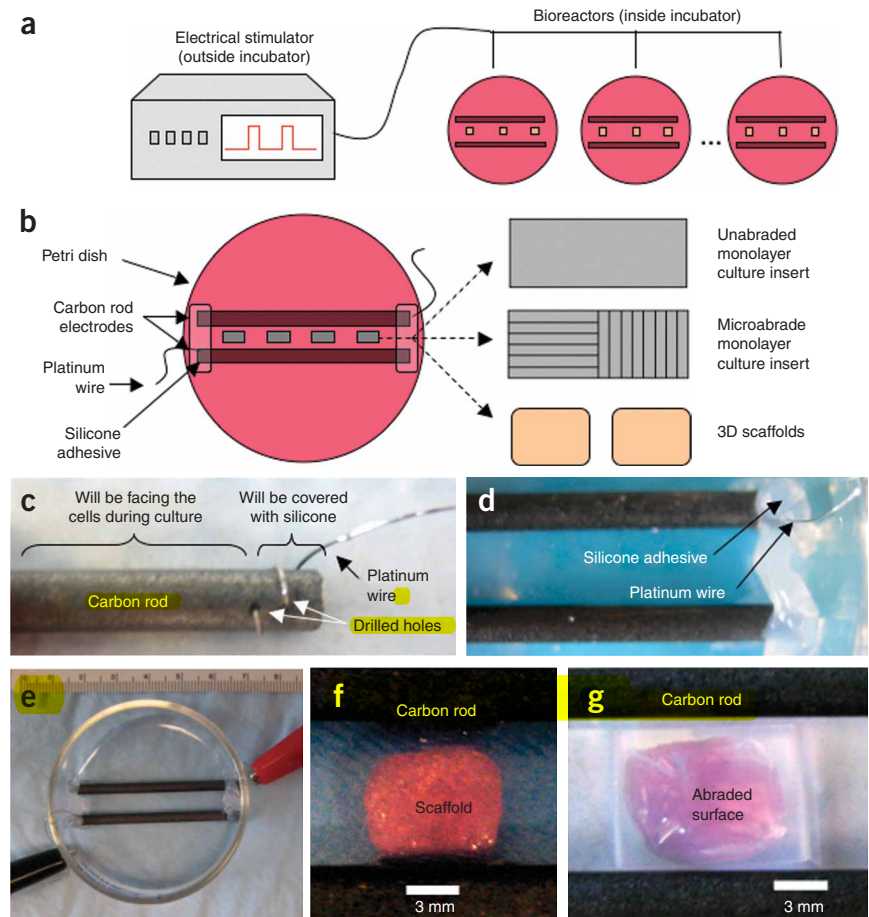 a
Electrical stimulator
(outside incubator)
Bioreactors (inside incubator)
...
b
Petri dish
Carbon rod
electrodes
Platinum
wire
Silicone
adhesive
Unabraded
monolayer
culture insert
Microabrade
monolayer
culture insert
3D scaffolds
c
Will be facing the
cells during culture
Will be covered
with silicone
Carbon rod
Platinum
wire
Drilled holes
d
Silicone adhesive
Platinum wire
e
f
Carbon rod
Scaffold
3 mm
g
Carbon rod
Abraded
surface
3 mm